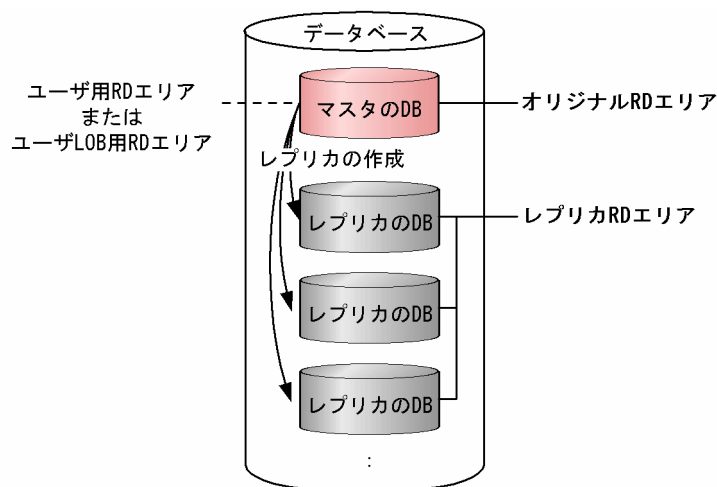 データベース
ユーザ用RDエリア
または
ユーザLOB用RDエリア
マスタのDB
オリジナルRDエリア
レプリカの作成
レプリカのDB
レプリカRDエリア
レプリカのDB
レプリカのDB
: